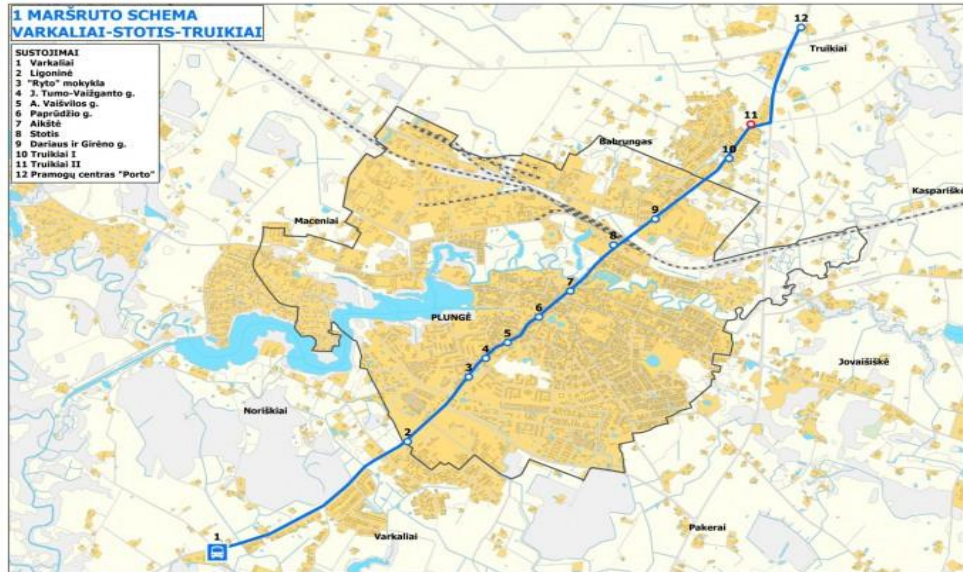 1 MARŠRUTO SCHEMA
VARKALIAI-STOTIS-TRUIKIAI
SUSTOJIMAI
1 Varkaliai
2 Ligoninė
3 "Ryto" mokykla
4 J. Tumo-Vaižganto g.
5 A. Vaišvilos g.
6 Paprūdžio g.
7 Aikštė
8 Stotis
9 Dariaus ir Girėno g.
10 Truikiai I
11 Truikiai II
12 Pramogų centras "Porto"
12
Truikiai
11
Babrungas
10
Kaspariškė
9
Maceniai
8
7
PLUNGĖ
6
5
4
Jovaišiškė
3
Noriškiai
2
Pakerai
1
Varkaliai